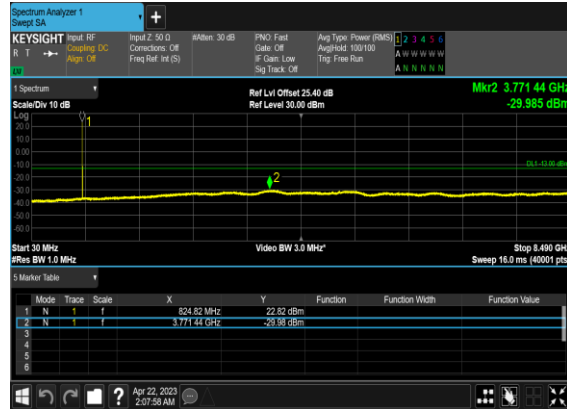 Spectrum Analyzer 1
Swept SA
+
KEYSIGHT Input: RF Input Z: 50 Ω #Atten: 30 dB PNO: Fast Avg Type: Power (RMS) 1 2 3 4 5 6
R T Coupling: DC Corrections: Off Gate: Off Avg|Hold: 100/100 A W W W W W
Align: Off Freq Ref: Int (S) IF Gain: Low Trig: Free Run
Sig Track: Off A N N N N N
1 Spectrum Ref Lvl Offset 25.40 dB Mkr2 3.771 44 GHz
Scale/Div 10 dB Ref Level 30.00 dBm -29.985 dBm
Log
1
20.0
10.0
0.00
-10.0 DL1 -13.00 dBm
-20.0 2
-30.0
-40.0
-50.0
-60.0
Start 30 MHz Video BW 3.0 MHz* Stop 8.490 GHz
#Res BW 1.0 MHz Sweep 16.0 ms (40001 pts)
5 Marker Table
Mode Trace Scale X Y Function Function Width Function Value
1 N 1 f 824.82 MHz 22.82 dBm
2 N 1 f 3.771 44 GHz -29.98 dBm
3
4
5
6
? Apr 22, 2023
2:07:58 AM